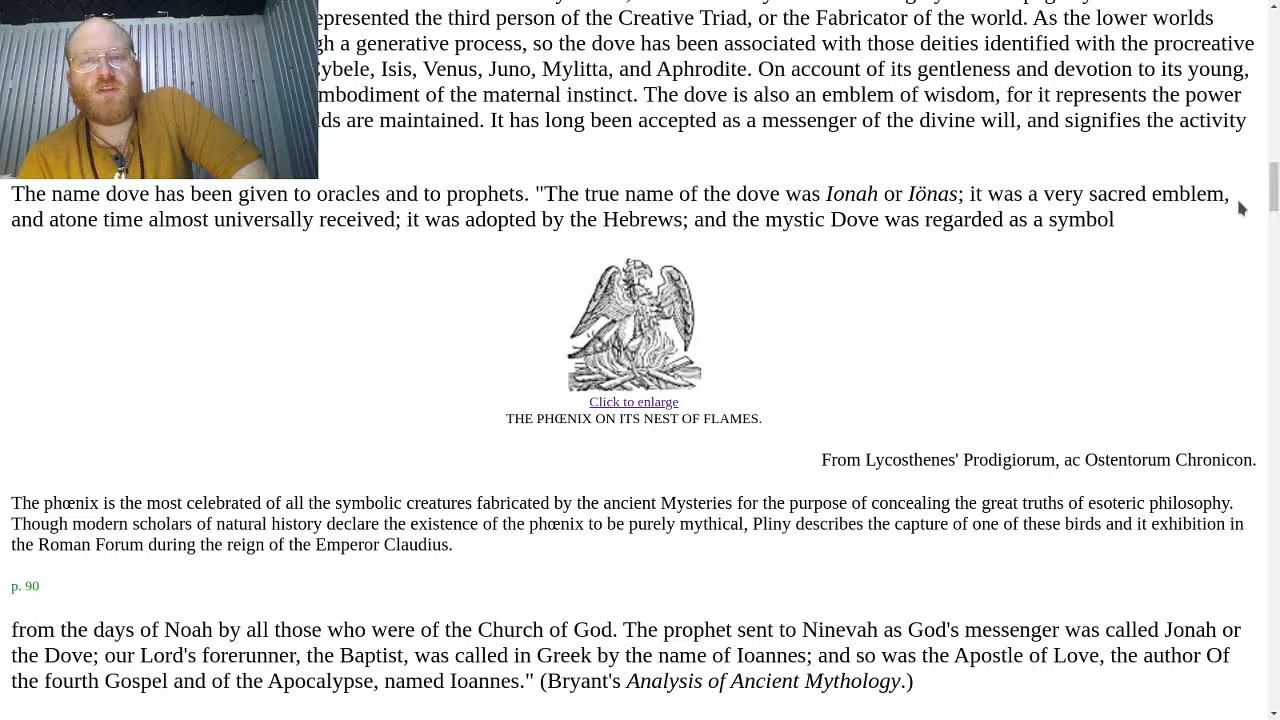 epresented the third person of the Creative Triad, or the Fabricator of the world. As the lower worlds
gh a generative process, so the dove has been associated with those deities identified with the procreative
Cybele, Isis, Venus, Juno, Mylitta, and Aphrodite. On account of its gentleness and devotion to its young,
mbodiment of the maternal instinct. The dove is also an emblem of wisdom, for it represents the power
lds are maintained. It has long been accepted as a messenger of the divine will, and signifies the activity
The name dove has been given to oracles and to prophets. "The true name of the dove was Ionah or Iönas; it was a very sacred emblem,
and atone time almost universally received; it was adopted by the Hebrews; and the mystic Dove was regarded as a symbol
Click to enlarge
THE PHŒNIX ON ITS NEST OF FLAMES.
From Lycosthenes' Prodigiorum, ac Ostentorum Chronicon.
The phœnix is the most celebrated of all the symbolic creatures fabricated by the ancient Mysteries for the purpose of concealing the great truths of esoteric philosophy.
Though modern scholars of natural history declare the existence of the phœnix to be purely mythical, Pliny describes the capture of one of these birds and it exhibition in
the Roman Forum during the reign of the Emperor Claudius.
p. 90
from the days of Noah by all those who were of the Church of God. The prophet sent to Ninevah as God's messenger was called Jonah or
the Dove; our Lord's forerunner, the Baptist, was called in Greek by the name of Ioannes; and so was the Apostle of Love, the author Of
the fourth Gospel and of the Apocalypse, named Ioannes." (Bryant's Analysis of Ancient Mythology.)